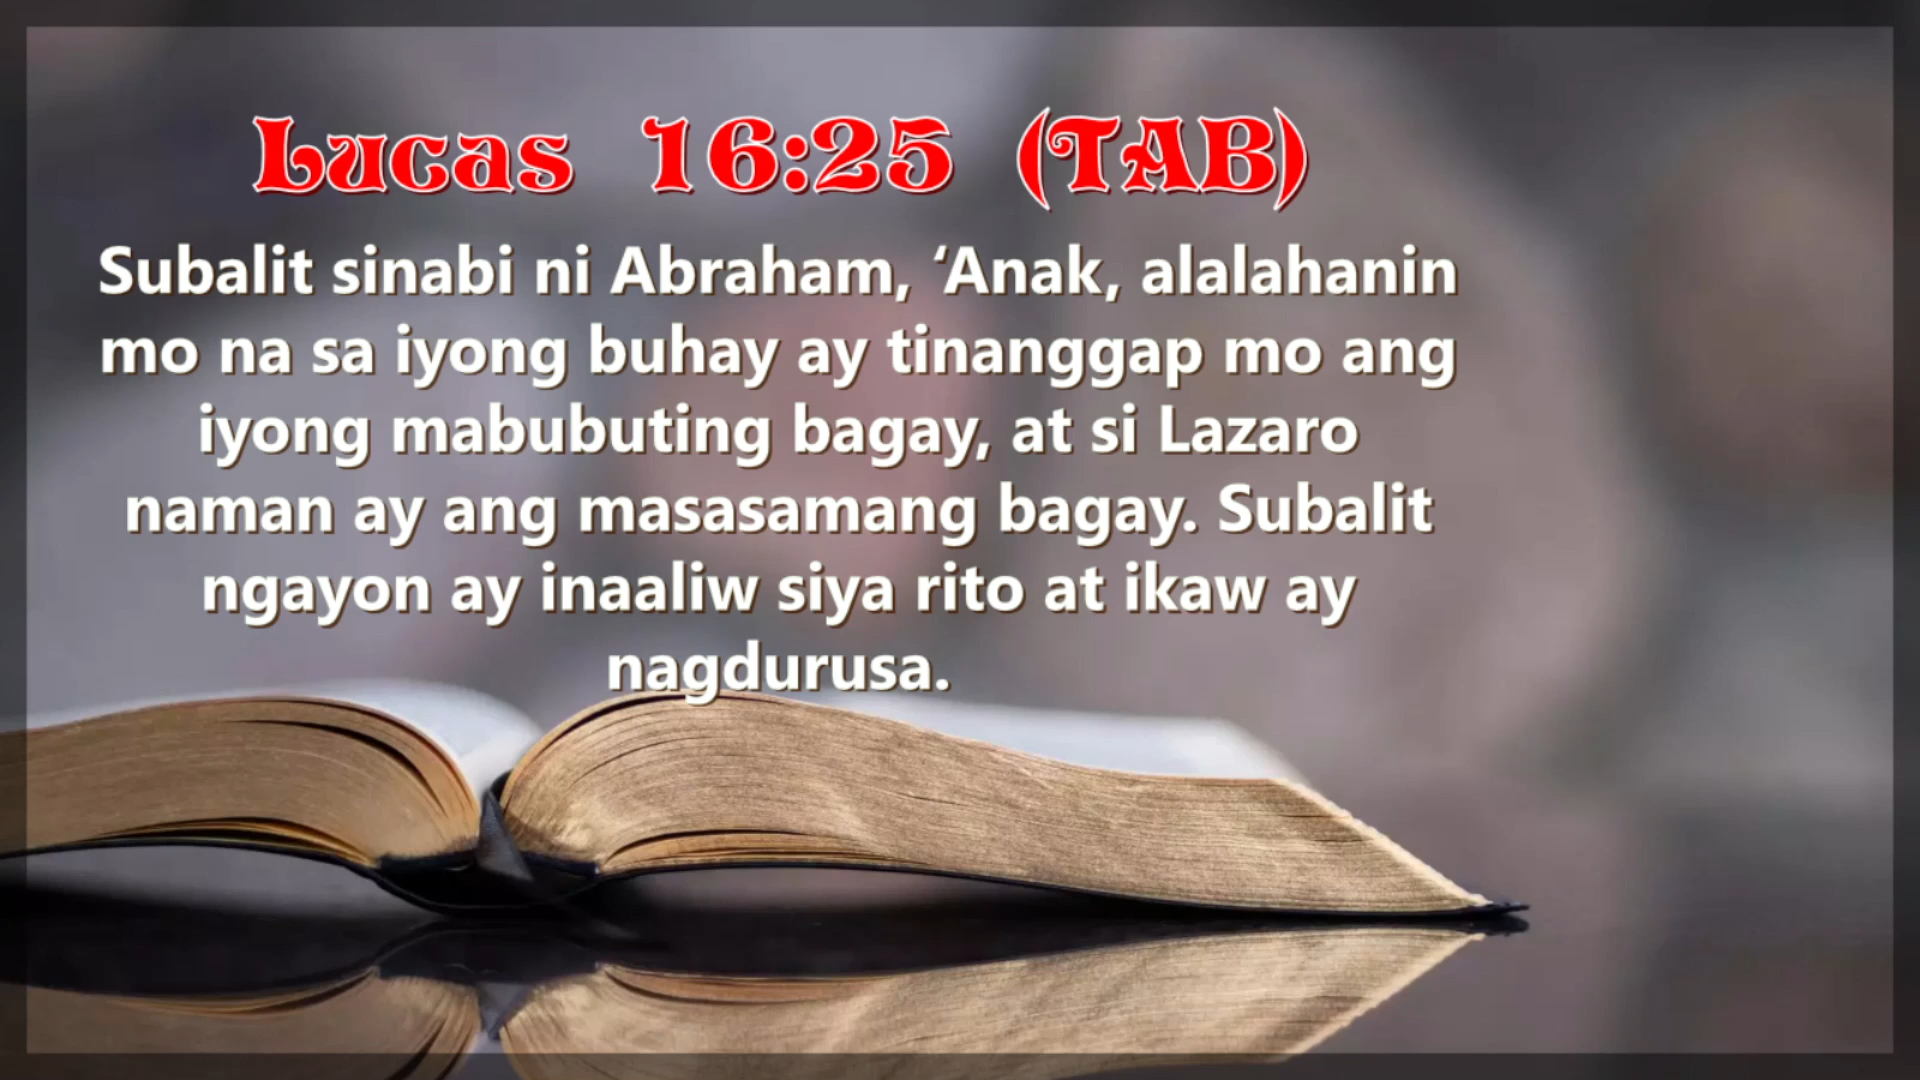 Lucas 16:25 (TAB)
Subalit sinabi ni Abraham, ‘Anak, alalahanin
mo na sa iyong buhay ay tinanggap mo ang
iyong mabubuting bagay, at si Lazaro
naman ay ang masasamang bagay. Subalit
ngayon ay inaaliw siya rito at ikaw ay
nagdurusa.